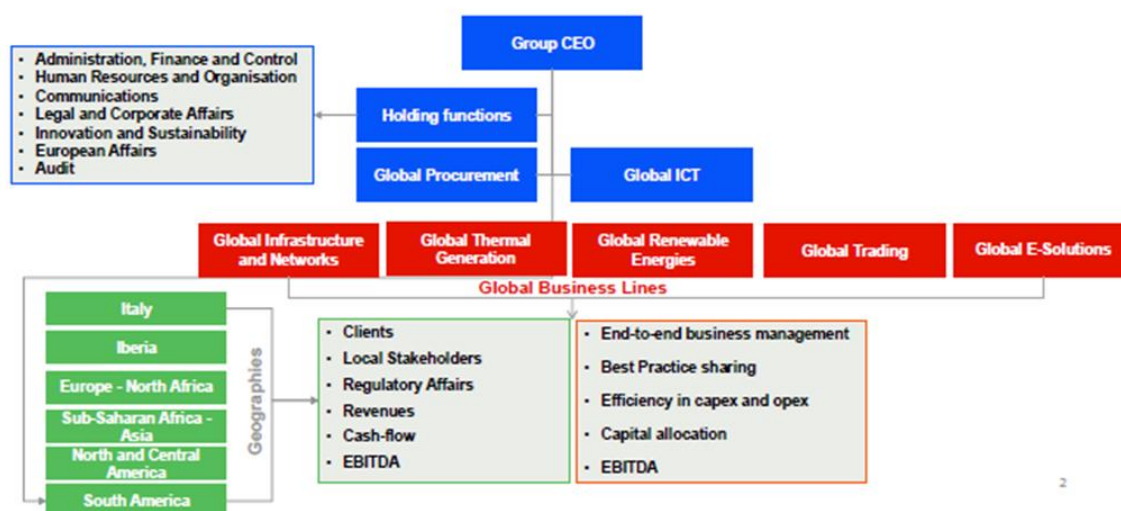 Group CEO
• Administration, Finance and Control
• Human Resources and Organisation
• Communications
• Legal and Corporate Affairs
• Innovation and Sustainability
• European Affairs
• Audit
Holding functions
Global Procurement
Global ICT
Global Infrastructure
and Networks
Global Thermal
Generation
Global Renewable
Energies
Global Trading
Global E-Solutions
Global Business Lines
Italy
Iberia
Europe - North Africa
Sub-Saharan Africa -
Asia
North and Central
America
South America
Geographies
• Clients
• Local Stakeholders
• Regulatory Affairs
• Revenues
• Cash-flow
• EBITDA
• End-to-end business management
• Best Practice sharing
• Efficiency in capex and opex
• Capital allocation
• EBITDA
2